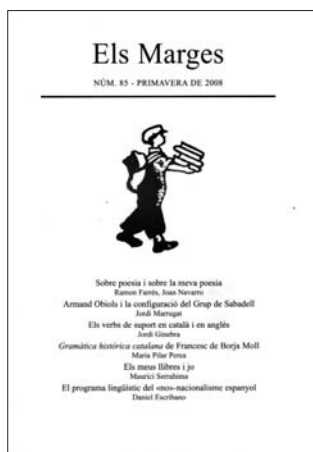 Els Marges
NÚM. 85 - PRIMAVERA DE 2008
Sobre poesia i sobre la meva poesia
Ramon Farrés, Joan Navarro
Armand Obiols i la configuració del Grup de Sabadell
Jordi Marrugat
Els verbs de suport en català i en anglès
Jordi Ginebra
Gramàtica històrica catalana de Francesc de Borja Moll
Maria Pilar Perea
Els meus llibres i jo
Maurici Serrahima
El programa lingüístic del «no»-nacionalisme espanyol
Daniel Escribano